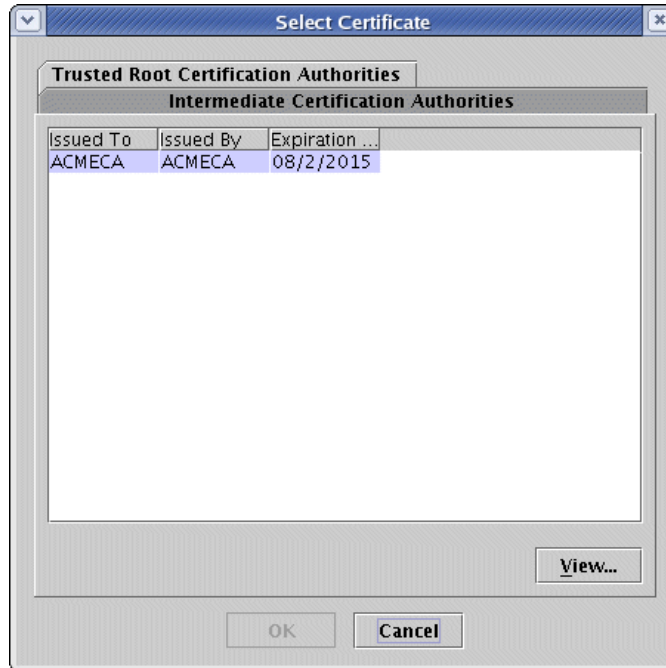 Select Certificate
Trusted Root Certification Authorities
Intermediate Certification Authorities
Issued To Issued By Expiration ...
ACMECA ACMECA 08/2/2015
View...
OK Cancel